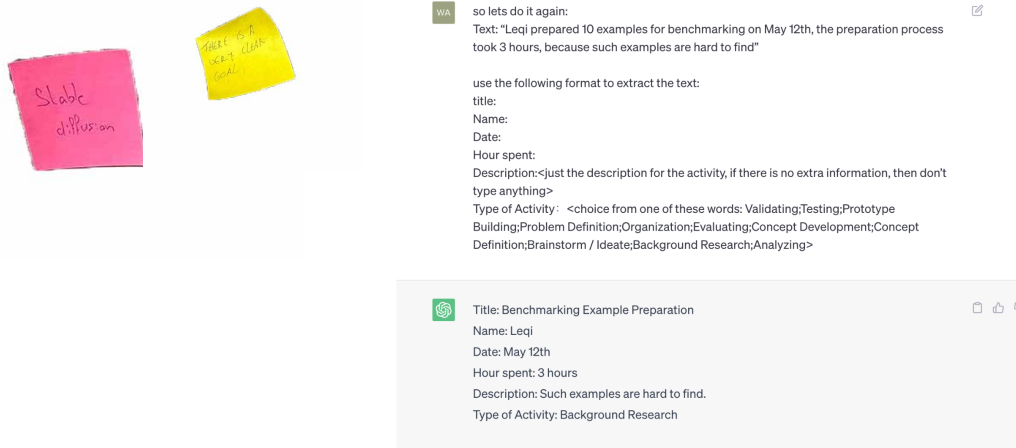 Stable
diffusion
THERE IS A
VERY CLEAR
GOAL
WA
so lets do it again:
Text: “Leqi prepared 10 examples for benchmarking on May 12th, the preparation process
took 3 hours, because such examples are hard to find”
use the following format to extract the text:
title:
Name:
Date:
Hour spent:
Description:<just the description for the activity, if there is no extra information, then don’t
type anything>
Type of Activity： <choice from one of these words: Validating;Testing;Prototype
Building;Problem Definition;Organization;Evaluating;Concept Development;Concept
Definition;Brainstorm / Ideate;Background Research;Analyzing>
Title: Benchmarking Example Preparation
Name: Leqi
Date: May 12th
Hour spent: 3 hours
Description: Such examples are hard to find.
Type of Activity: Background Research